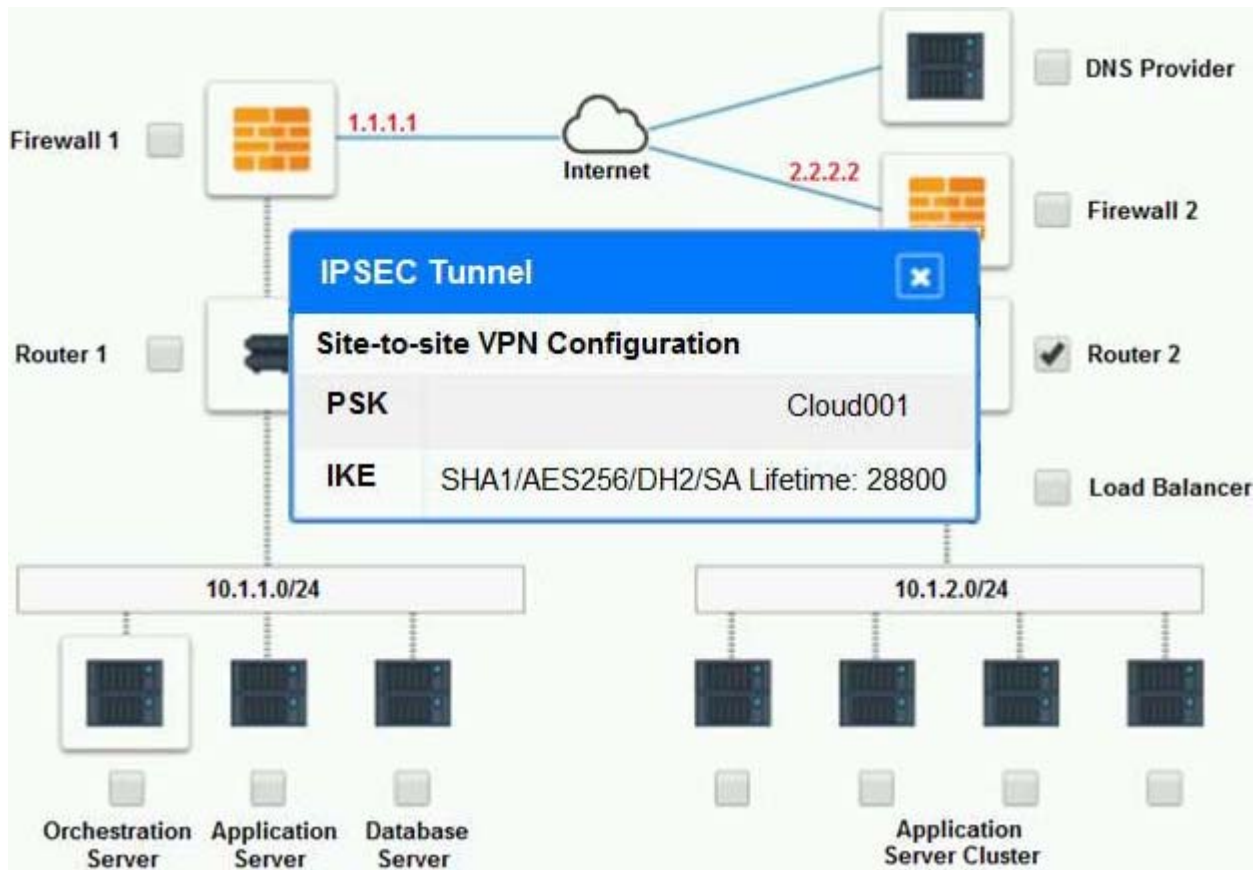 DNS Provider
Firewall 1
1.1.1.1
Internet
2.2.2.2
Firewall 2
IPSEC Tunnel
Site-to-site VPN Configuration
Router 1
Router 2
PSK
Cloud001
IKE
SHA1/AES256/DH2/SA Lifetime: 28800
Load Balancer
10.1.1.0/24
10.1.2.0/24
Orchestration
Server
Application
Server
Database
Server
Application
Server Cluster